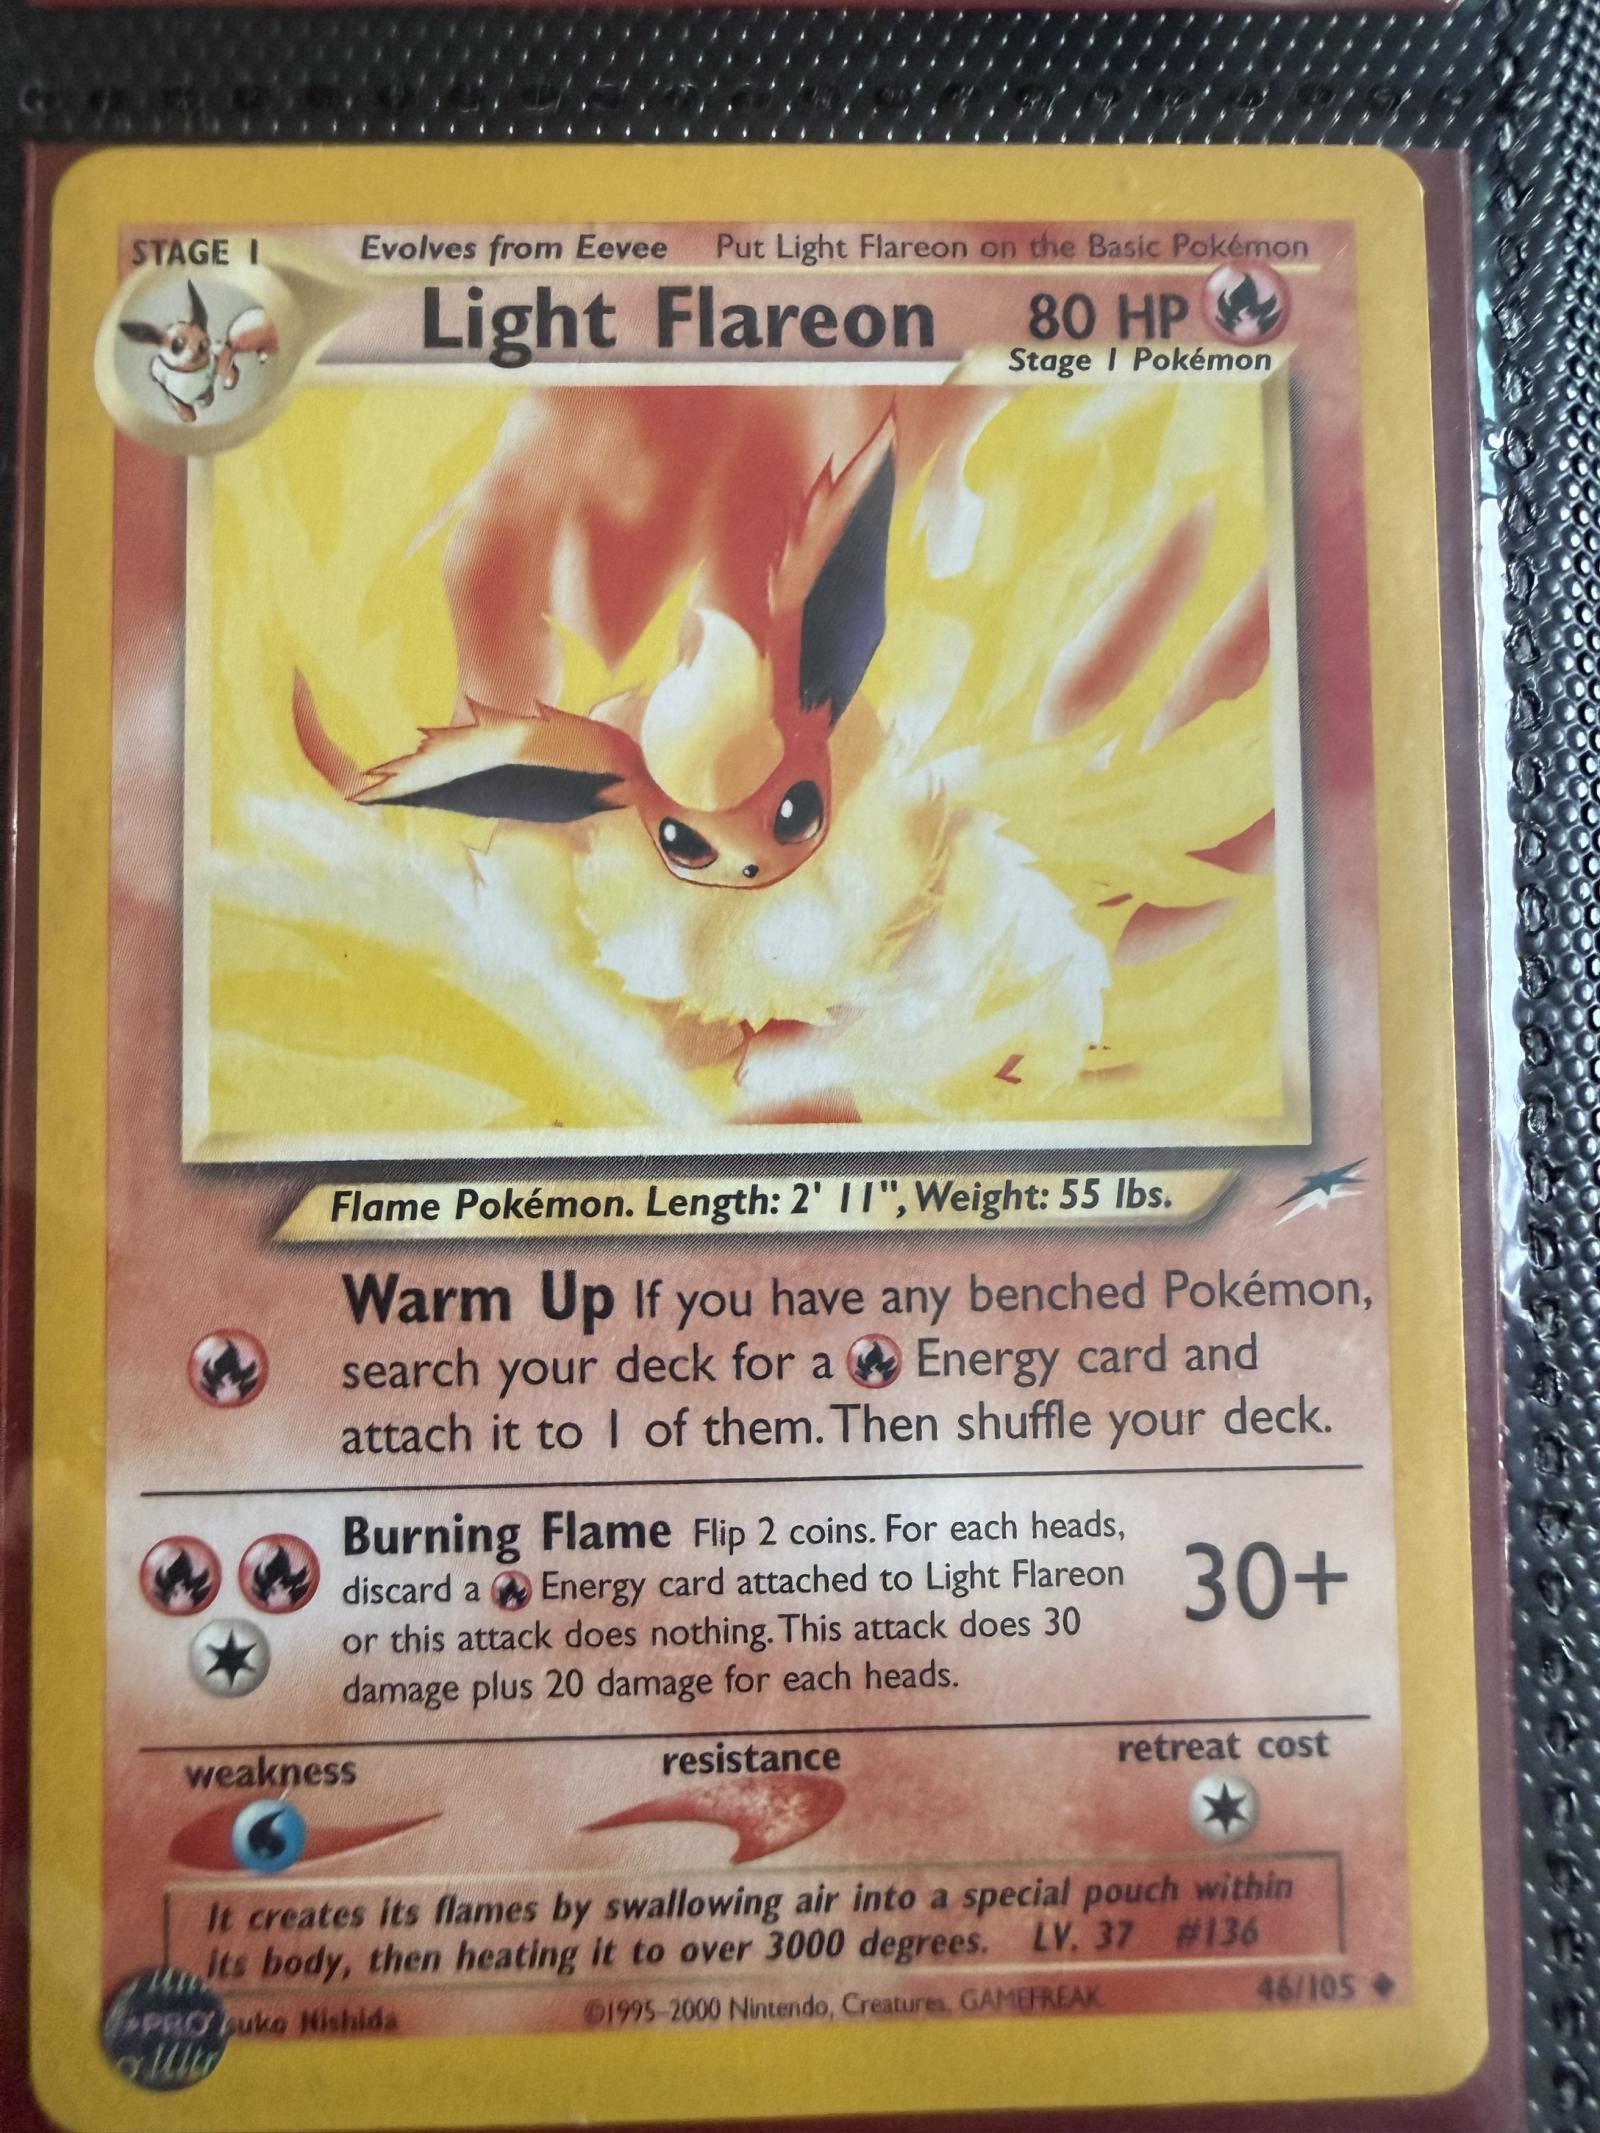 STAGE 1 Evolves from Eevee Put Light Flareon on the Basic Pokémon
Light Flareon 80 HP
Stage 1 Pokémon
Flame Pokémon. Length: 2' 11", Weight: 55 lbs.
Warm Up If you have any benched Pokémon,
search your deck for a Energy card and
attach it to 1 of them. Then shuffle your deck.
Burning Flame Flip 2 coins. For each heads,
discard a Energy card attached to Light Flareon
or this attack does nothing. This attack does 30
damage plus 20 damage for each heads.
30+
weakness resistance retreat cost
It creates its flames by swallowing air into a special pouch within
its body, then heating it to over 3000 degrees. LV. 37 #136
PRO Nishida ©1995-2000 Nintendo, Creatures, GAMEFREAK 46/105